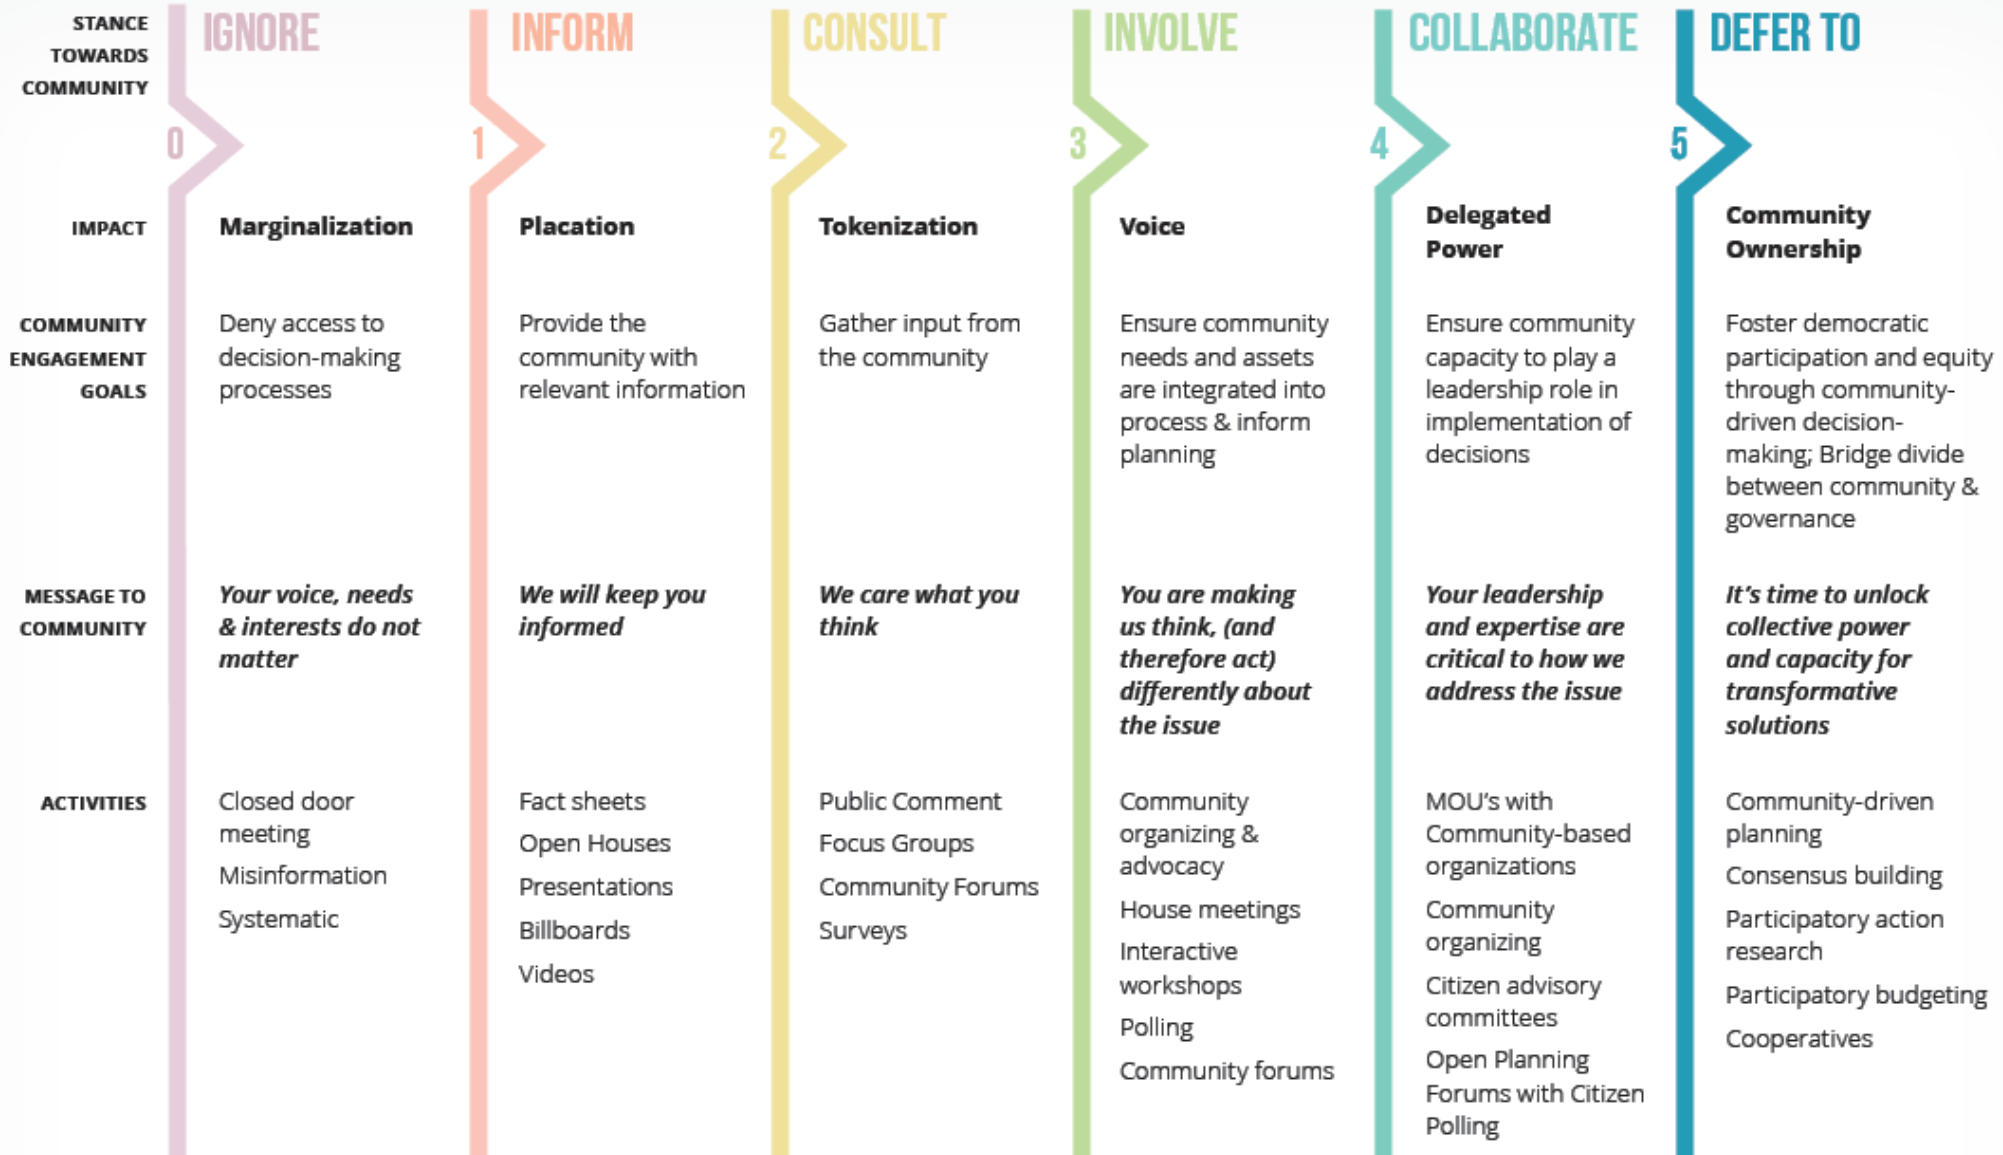 STANCE
TOWARDS
COMMUNITY
IGNORE
INFORM
CONSULT
INVOLVE
COLLABORATE
DEFER TO
0
1
2
3
4
5
IMPACT
Marginalization
Placation
Tokenization
Voice
Delegated
Power
Community
Ownership
COMMUNITY
ENGAGEMENT
GOALS
Deny access to
decision-making
processes
Provide the
community with
relevant information
Gather input from
the community
Ensure community
needs and assets
are integrated into
process & inform
planning
Ensure community
capacity to play a
leadership role in
implementation of
decisions
Foster democratic
participation and equity
through community-
driven decision-
making; Bridge divide
between community &
governance
MESSAGE TO
COMMUNITY
Your voice, needs
& interests do not
matter
We will keep you
informed
We care what you
think
You are making
us think, (and
therefore act)
differently about
the issue
Your leadership
and expertise are
critical to how we
address the issue
It's time to unlock
collective power
and capacity for
transformative
solutions
ACTIVITIES
Closed door
meeting
Misinformation
Systematic
Fact sheets
Open Houses
Presentations
Billboards
Videos
Public Comment
Focus Groups
Community Forums
Surveys
Community
organizing &
advocacy
House meetings
Interactive
workshops
Polling
Community forums
MOU's with
Community-based
organizations
Community
organizing
Citizen advisory
committees
Open Planning
Forums with Citizen
Polling
Community-driven
planning
Consensus building
Participatory action
research
Participatory budgeting
Cooperatives